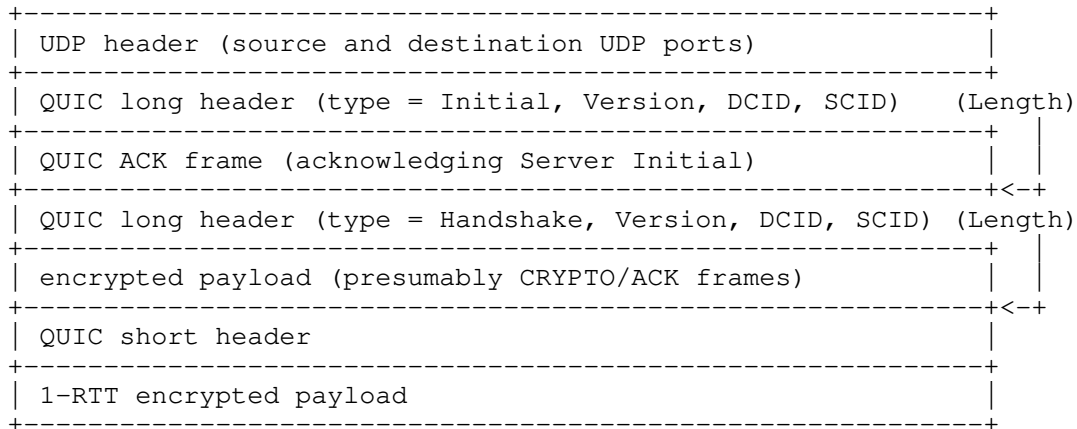 UDP header (source and destination UDP ports)
QUIC long header (type = Initial, Version, DCID, SCID) (Length)
QUIC ACK frame (acknowledging Server Initial)
QUIC long header (type = Handshake, Version, DCID, SCID) (Length)
encrypted payload (presumably CRYPTO/ACK frames)
QUIC short header
1-RTT encrypted payload